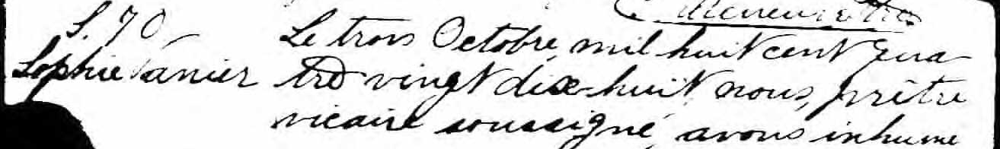 S. 70
Sophie Vanier
Le trois Octobre, mil huit cent qua-
tre vingt dix-huit, nous, prêtre
vicaire soussigné, avons inhumé